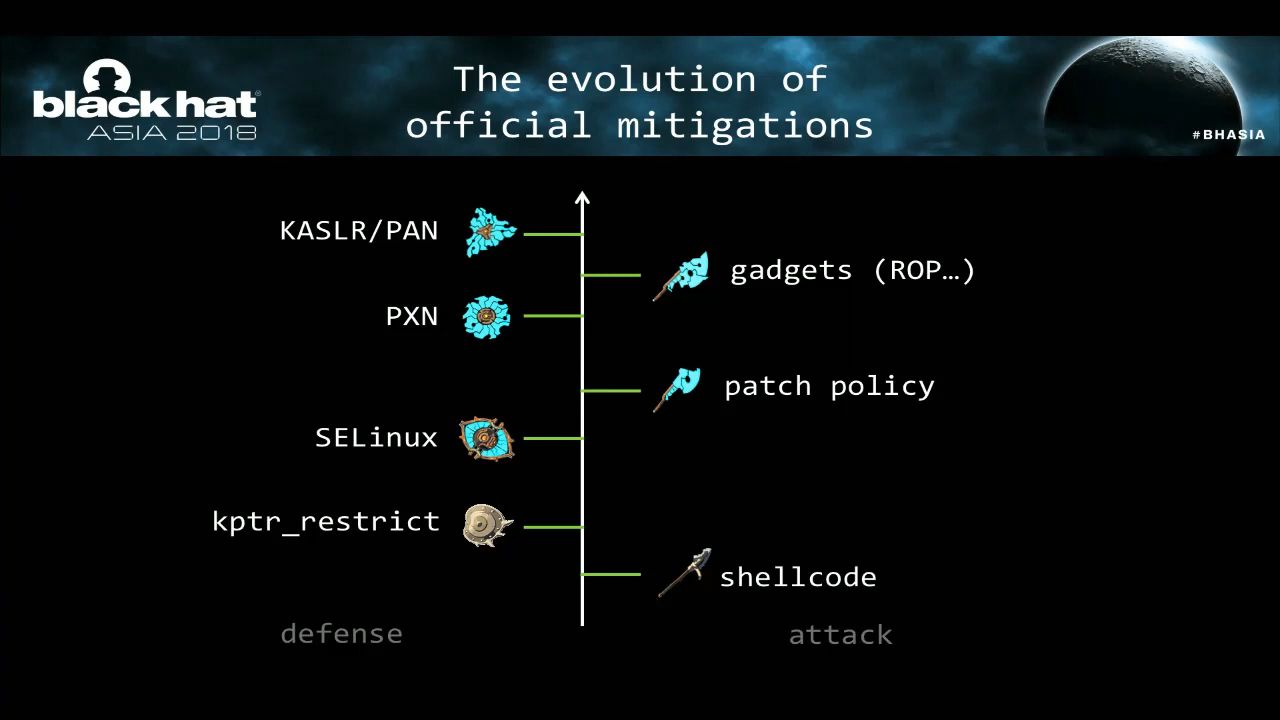 black hat®
ASIA 2018
The evolution of
official mitigations
#BHASIA
KASLR/PAN
gadgets (ROP…)
PXN
patch policy
SELinux
kptr_restrict
shellcode
defense
attack